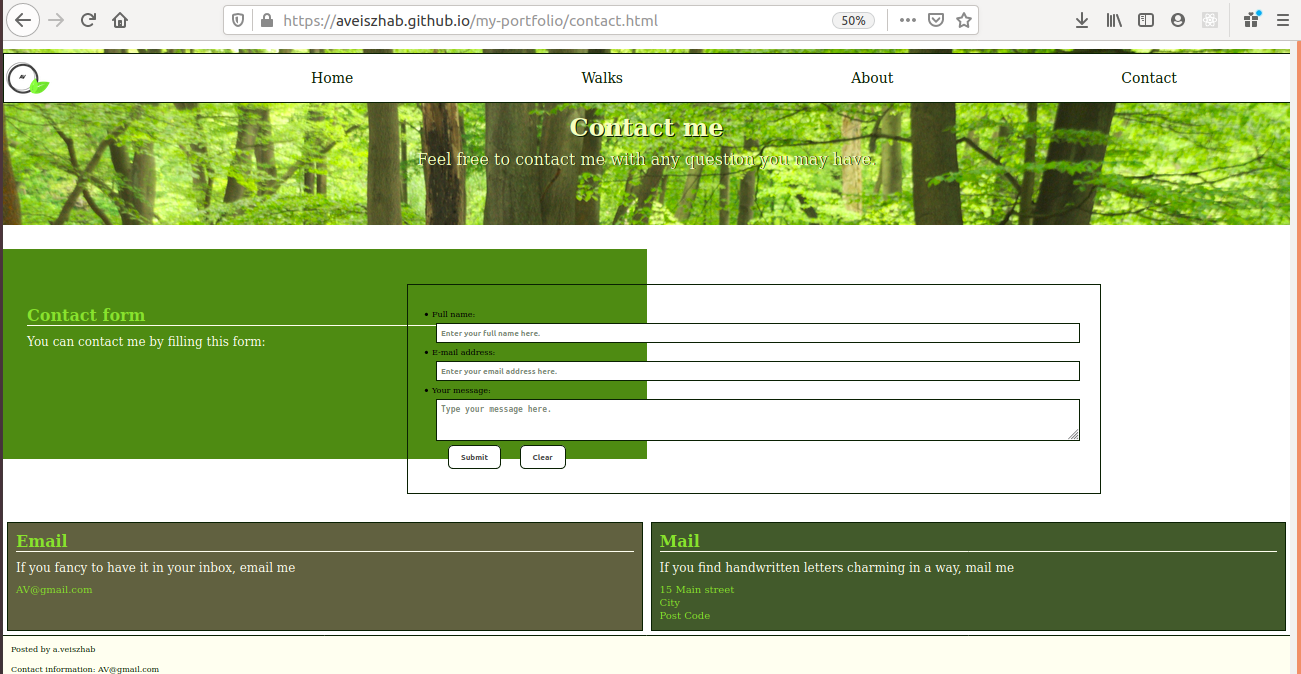 https://aveiszhab.github.io/my-portfolio/contact.html 50%
AV Home Walks About Contact
Contact me
Feel free to contact me with any question you may have
Contact form
You can contact me by filling this form:
Full name:
Enter your full name here.
E-mail address:
Enter your email address here.
Your message:
Type your message here.
Submit Clear
Email
If you fancy to have it in your inbox, email me
AV@gmail.com
Mail
If you find handwritten letters charming in a way, mail me
15 Main street
City
Post Code
Posted by a.veiszhab
Contact information: AV@gmail.com